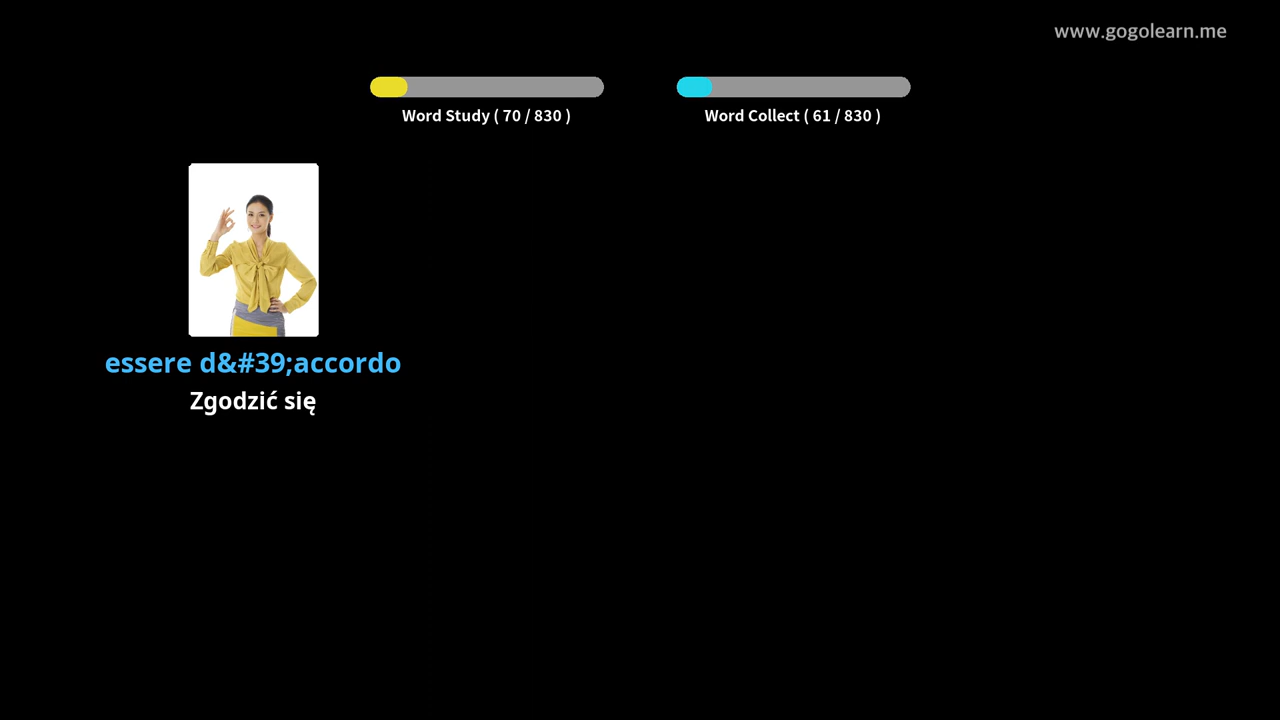 www.gogolearn.me
Word Study ( 70 / 830 )
Word Collect ( 61 / 830 )
essere d&#39;accordo
Zgodzić się